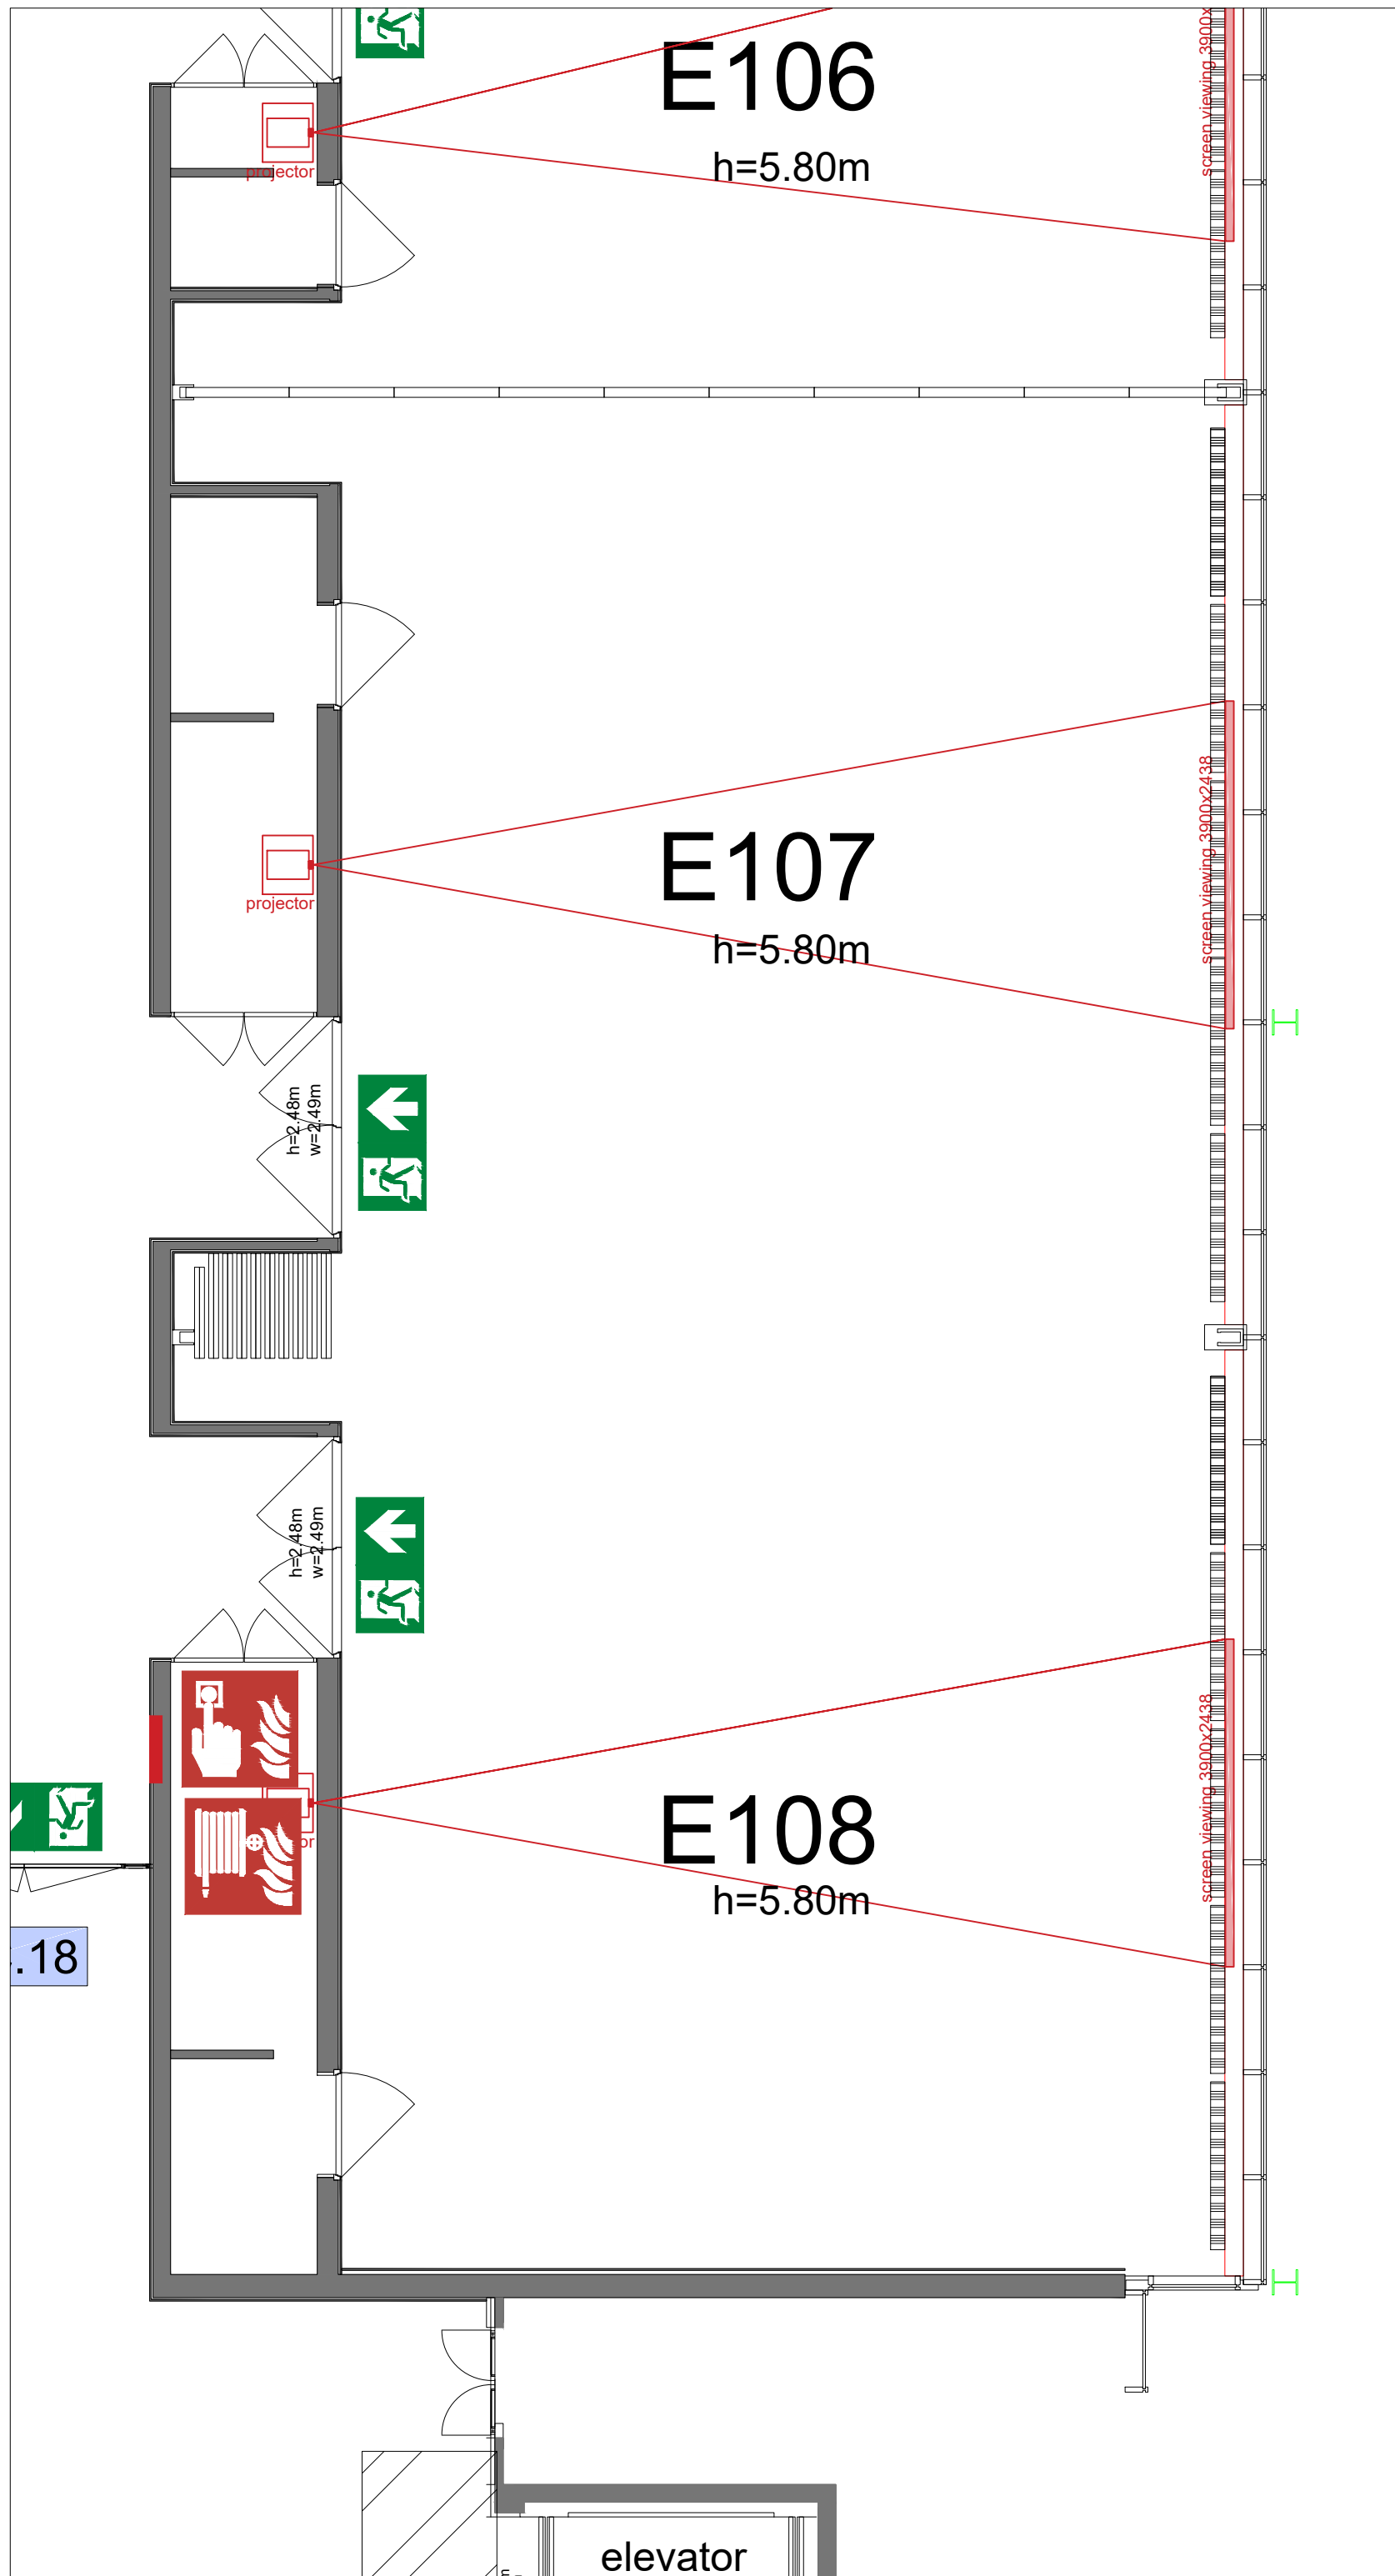 E106
h=5.80m
screen viewing 3900x
projector
E107
h=5.80m
screen viewing 3900x2438
projector
h=2.48m
w=2.49m
h=2.48m
w=2.49m
E108
h=5.80m
screen viewing 3900x2438
or
.18
elevator
m